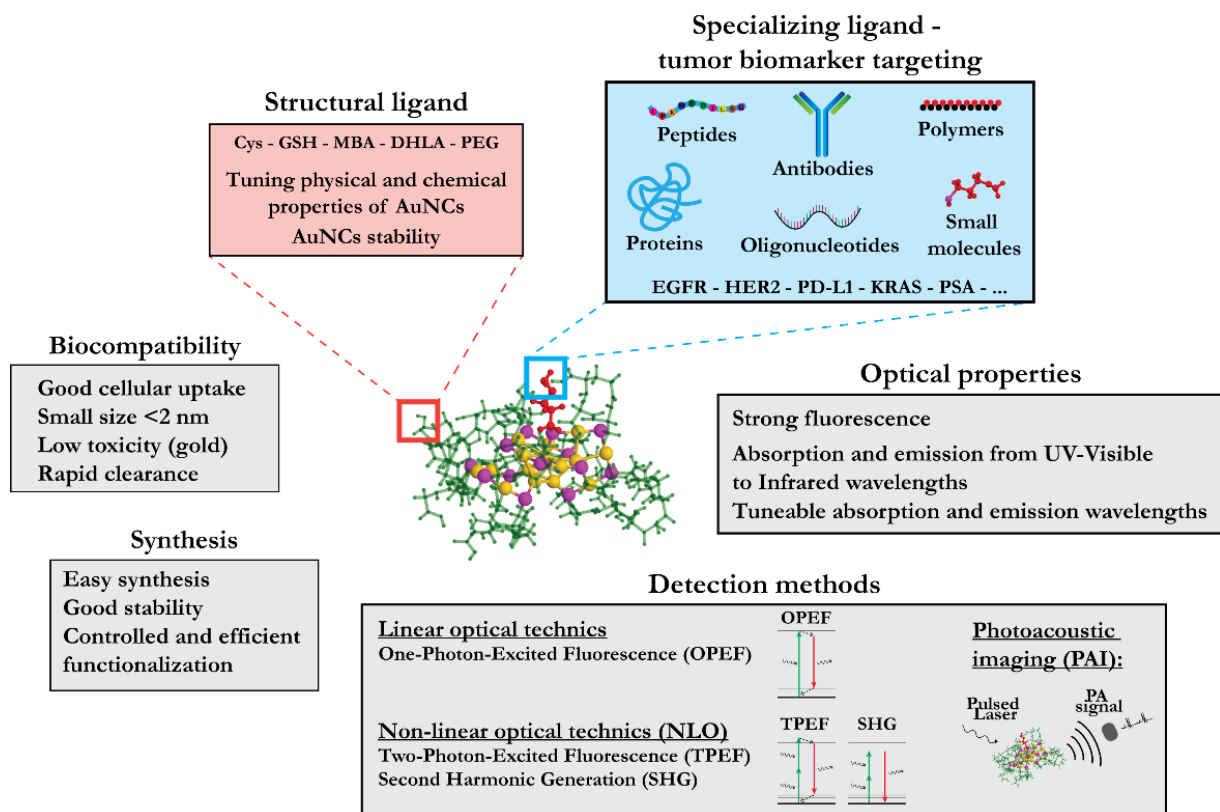 Specializing ligand -
tumor biomarker targeting
Peptides
Antibodies
Polymers
Proteins
Oligonucleotides
Small
molecules
EGFR - HER2 - PD-L1 - KRAS - PSA - ...
Structural ligand
Cys - GSH - MBA - DHLA - PEG
Tuning physical and chemical
properties of AuNCs
AuNCs stability
Biocompatibility
Good cellular uptake
Small size <2 nm
Low toxicity (gold)
Rapid clearance
Optical properties
Strong fluorescence
Absorption and emission from UV-Visible
to Infrared wavelengths
Tuneable absorption and emission wavelengths
Synthesis
Easy synthesis
Good stability
Controlled and efficient
functionalization
Detection methods
Linear optical technics
One-Photon-Excited Fluorescence (OPEF)
OPEF
Non-linear optical technics (NLO)
Two-Photon-Excited Fluorescence (TPEF)
Second Harmonic Generation (SHG)
TPEF
SHG
Photoacoustic
imaging (PAI):
Pulsed
Laser
PA
signal